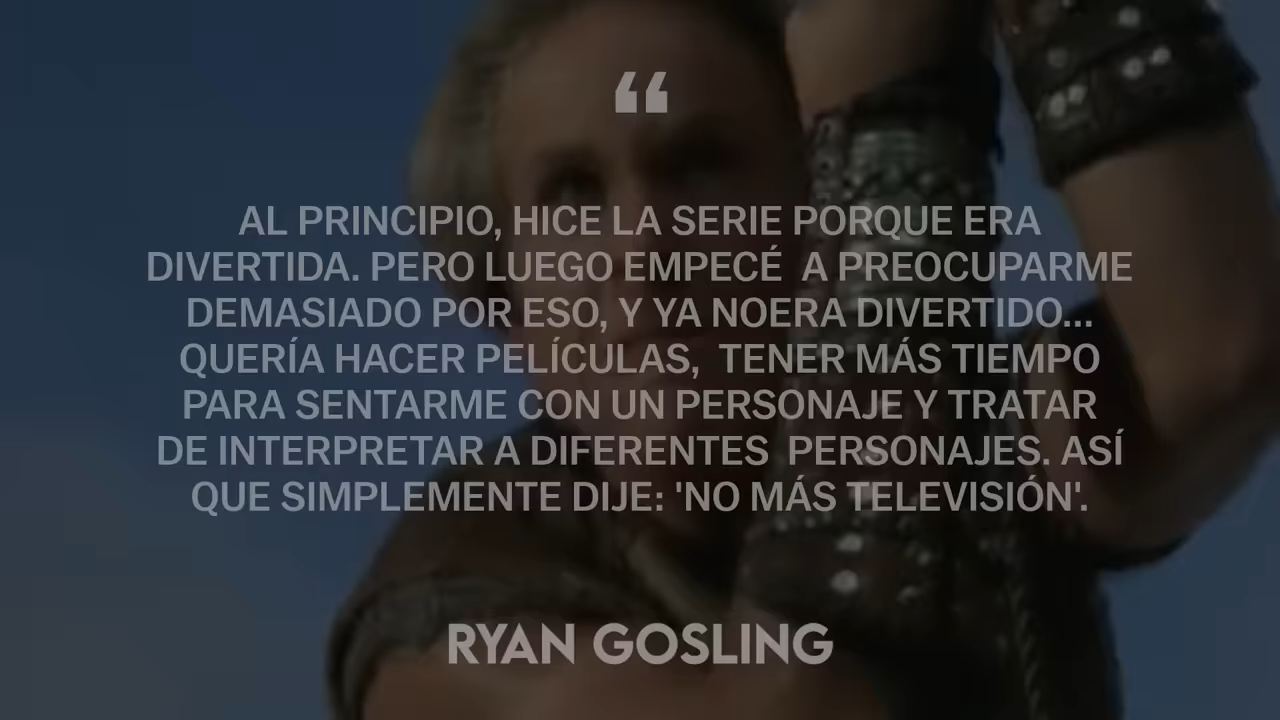 “
AL PRINCIPIO, HICE LA SERIE PORQUE ERA
DIVERTIDA. PERO LUEGO EMPECÉ  A PREOCUPARME
DEMASIADO POR ESO, Y YA NOERA DIVERTIDO...
QUERÍA HACER PELÍCULAS,  TENER MÁS TIEMPO
PARA SENTARME CON UN PERSONAJE Y TRATAR
DE INTERPRETAR A DIFERENTES  PERSONAJES. ASÍ
QUE SIMPLEMENTE DIJE: 'NO MÁS TELEVISIÓN'.
RYAN GOSLING